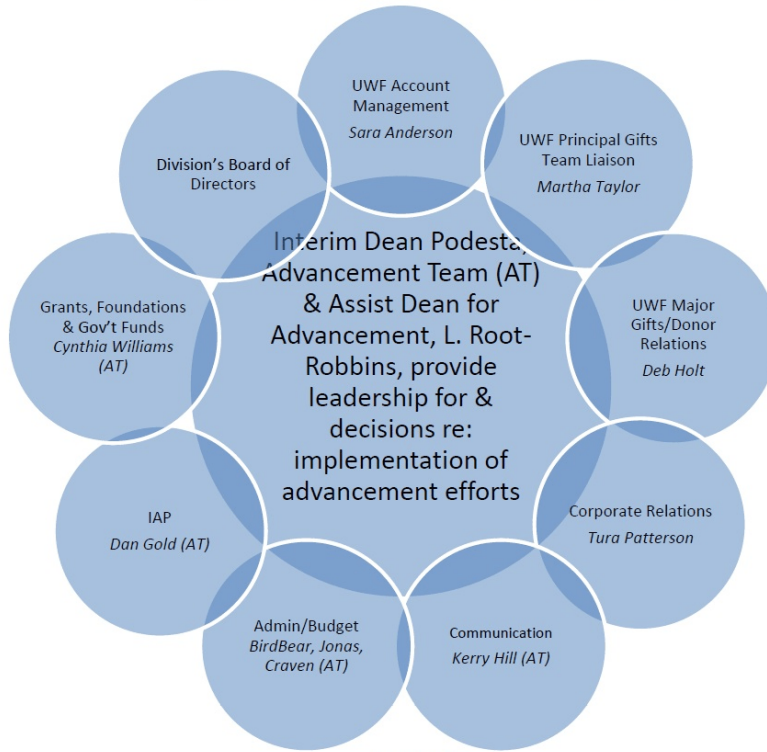 UWF Account
Management
Sara Anderson
UWF Principal Gifts
Team Liaison
Martha Taylor
UWF Major
Gifts/Donor
Relations
Deb Holt
Corporate Relations
Tura Patterson
Communication
Kerry Hill (AT)
Admin/Budget
BirdBear, Jonas,
Craven (AT)
IAP
Dan Gold (AT)
Grants, Foundations
& Gov't Funds
Cynthia Williams
(AT)
Division's Board of
Directors
Interim Dean Podesta,
Advancement Team (AT)
& Assist Dean for
Advancement, L. Root-
Robbins, provide
leadership for &
decisions re:
implementation of
advancement efforts